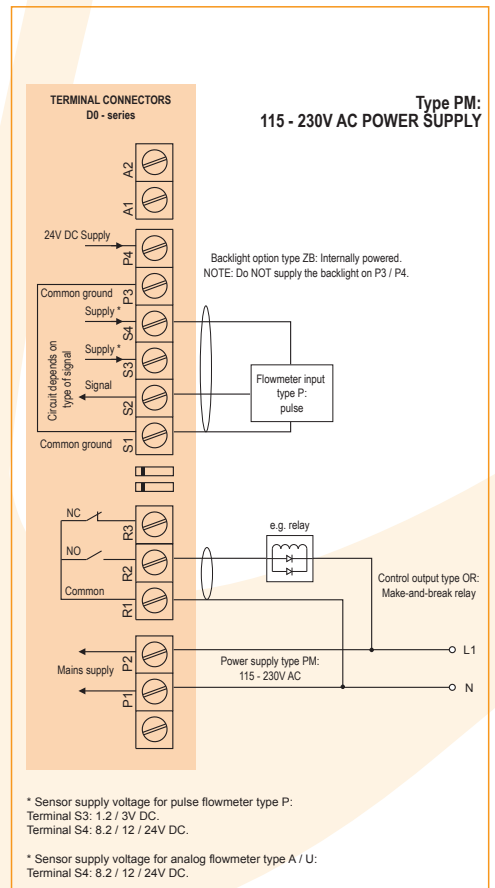 TERMINAL CONNECTORS
D0 - series
Type PM:
115 - 230V AC POWER SUPPLY
A2
A1
24V DC Supply
P4
Backlight option type ZB: Internally powered.
NOTE: Do NOT supply the backlight on P3 / P4.
Common ground
P3
Supply *
S4
Supply *
S3
Circuit depends on
type of signal
Signal
S2
Flowmeter input
type P:
pulse
Common ground
S1
NC
R3
e.g. relay
NO
R2
Control output type OR:
Make-and-break relay
Common
R1
P2
L1
Mains supply
Power supply type PM:
115 - 230V AC
P1
N
* Sensor supply voltage for pulse flowmeter type P:
Terminal S3: 1.2 / 3V DC.
Terminal S4: 8.2 / 12 / 24V DC.
* Sensor supply voltage for analog flowmeter type A / U:
Terminal S4: 8.2 / 12 / 24V DC.